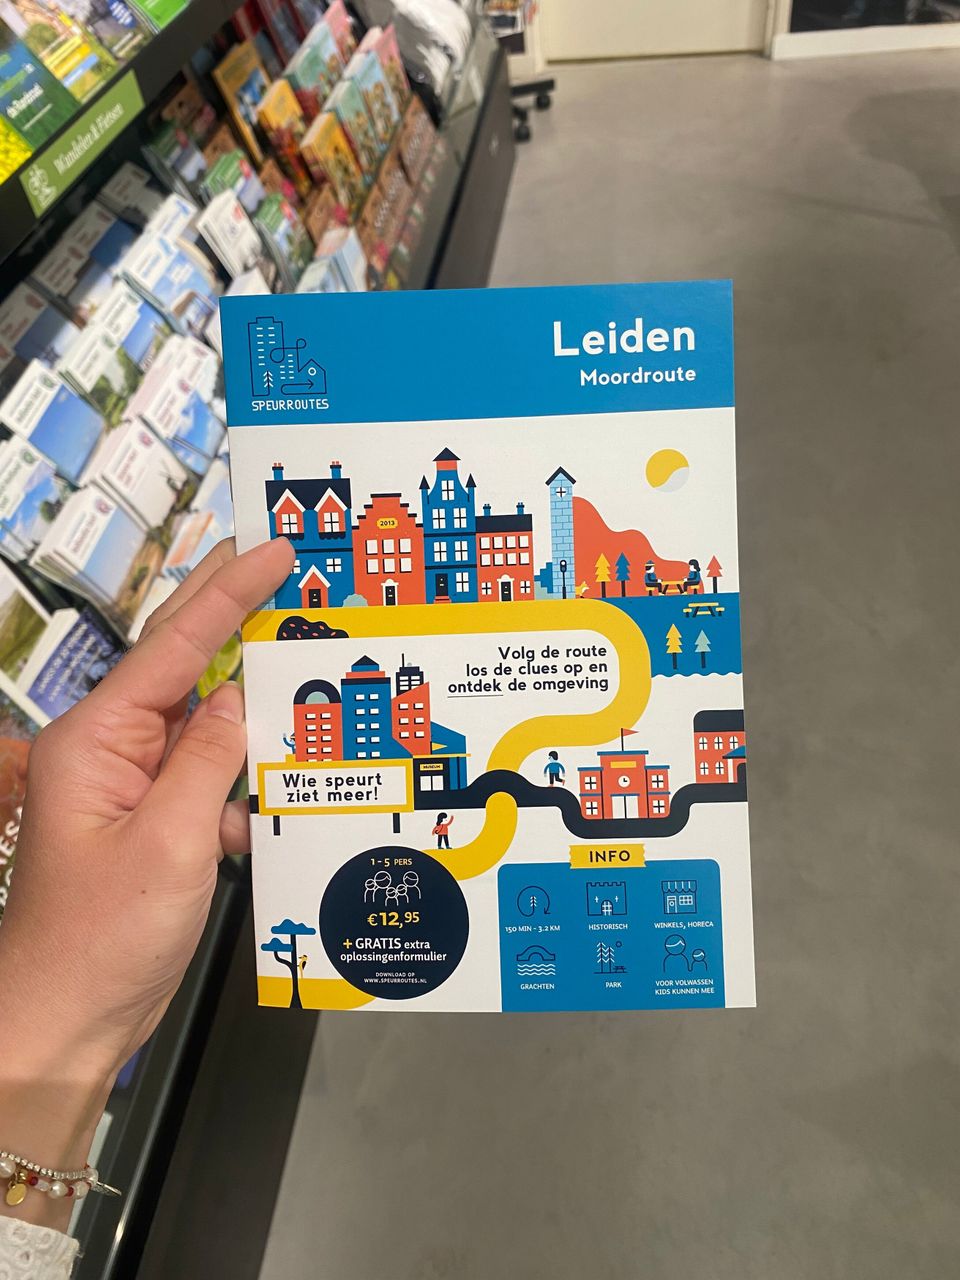 Wandelen & Fietsen
Leiden
Moordroute
SPEURROUTES
2013
Volg de route
los de clues op en
ontdek de omgeving
MUSEUM
Wie speurt
ziet meer!
1 - 5 PERS
€12,95
+ GRATIS extra
oplossingenformulier
DOWNLOAD OP
WWW.SPEURROUTES.NL
INFO
150 MIN - 3.2 KM
HISTORISCH
WINKELS, HORECA
GRACHTEN
PARK
VOOR VOLWASSEN
KIDS KUNNEN MEE